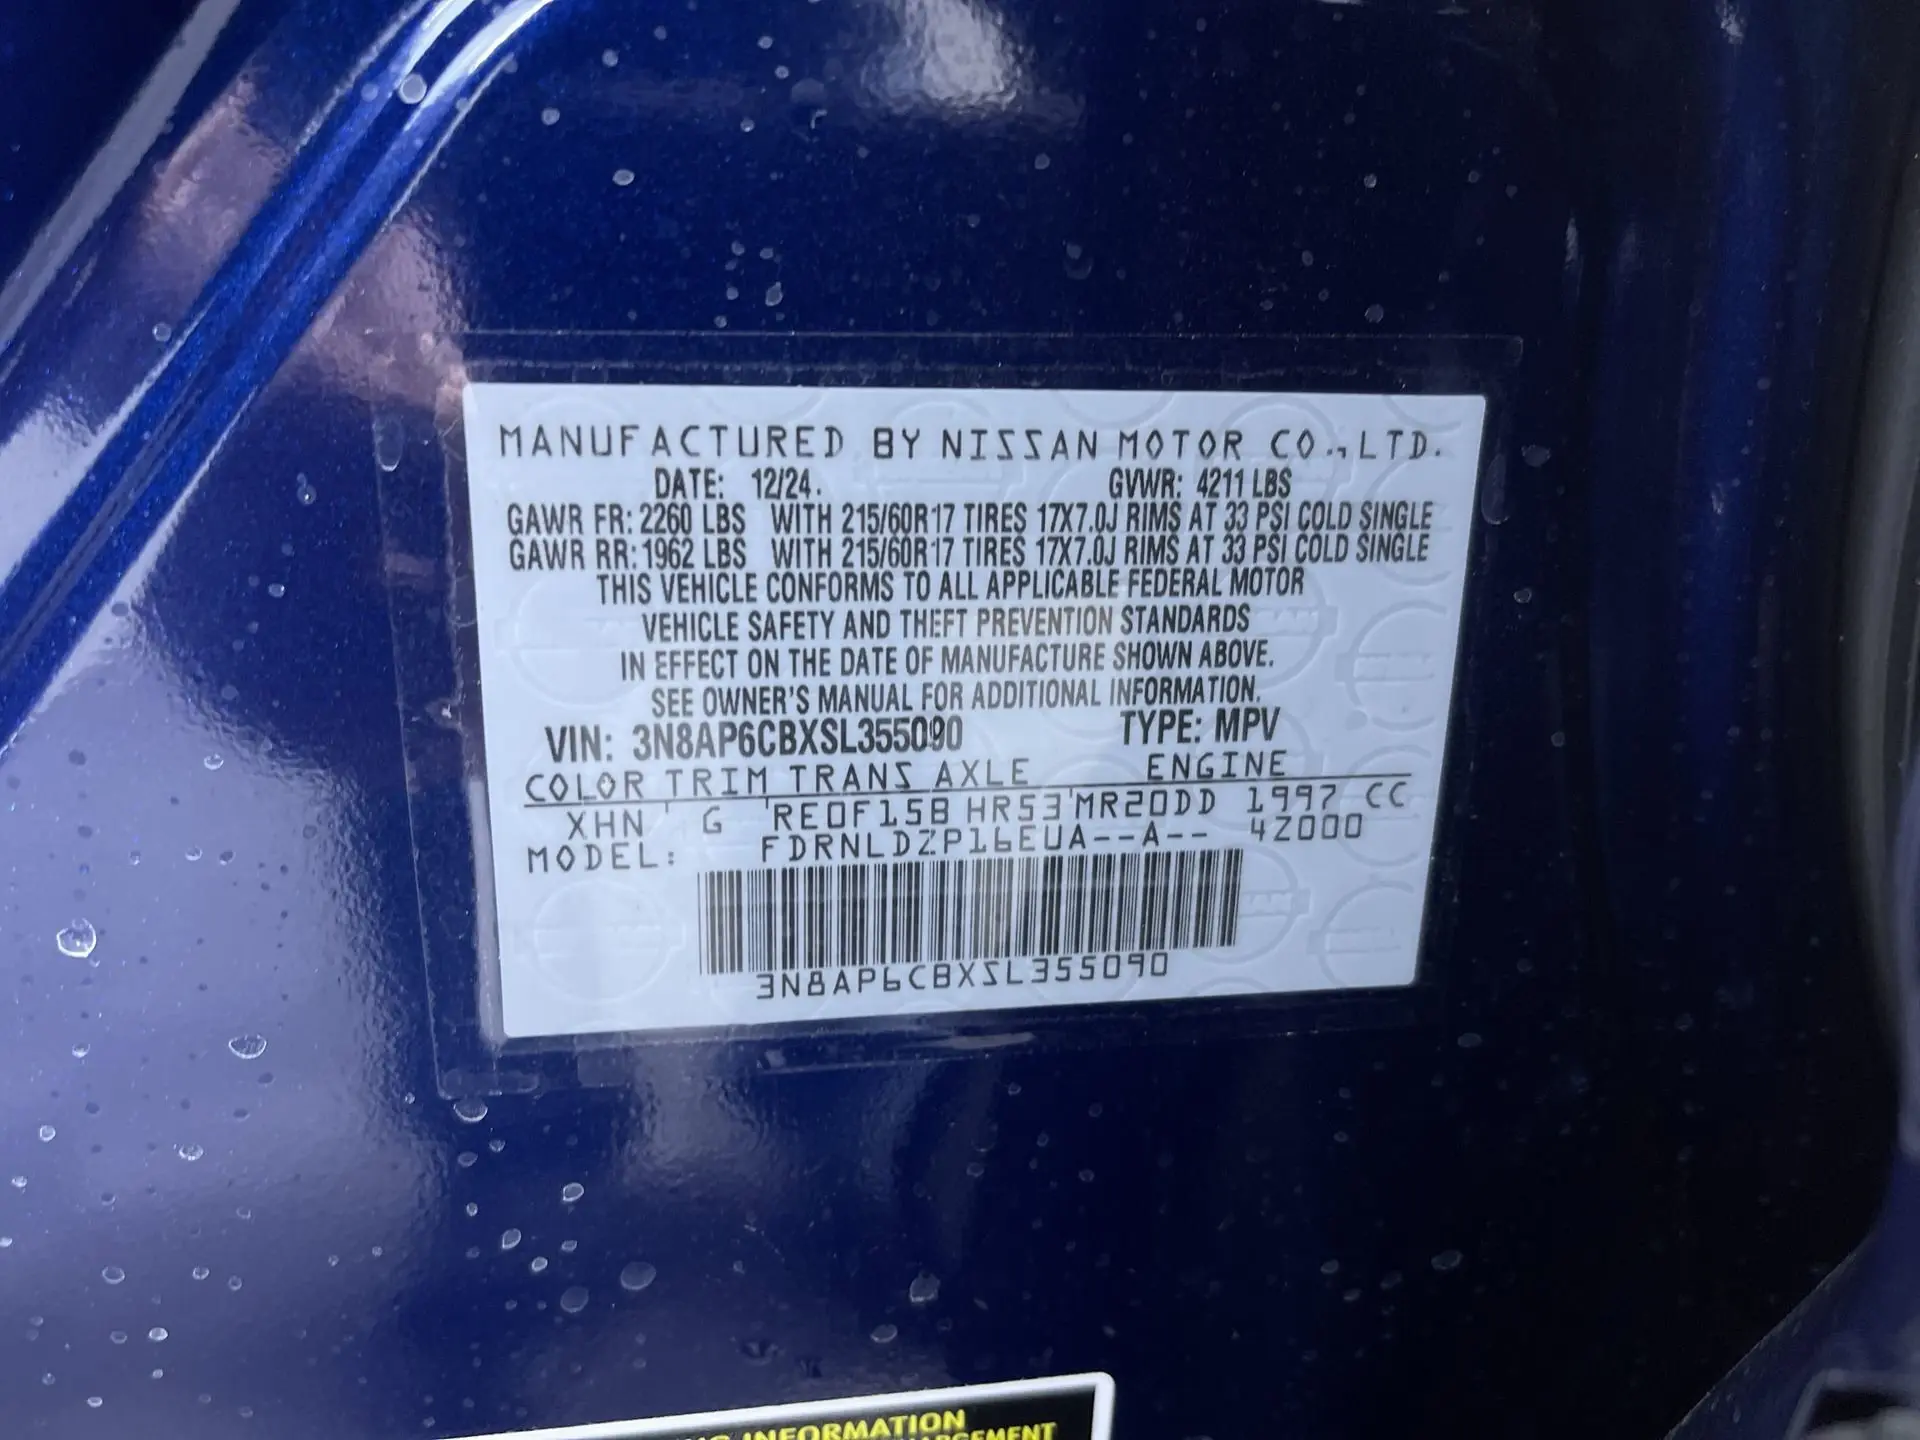 MANUFACTURED BY NISSAN MOTOR CO., LTD.
DATE: 12/24. GVWR: 4211 LBS
GAWR FR: 2260 LBS WITH 215/60R17 TIRES 17X7.0J RIMS AT 33 PSI COLD SINGLE
GAWR RR: 1962 LBS WITH 215/60R17 TIRES 17X7.0J RIMS AT 33 PSI COLD SINGLE
THIS VEHICLE CONFORMS TO ALL APPLICABLE FEDERAL MOTOR
VEHICLE SAFETY AND THEFT PREVENTION STANDARDS
IN EFFECT ON THE DATE OF MANUFACTURE SHOWN ABOVE.
SEE OWNER'S MANUAL FOR ADDITIONAL INFORMATION.
VIN: 3N8AP6CBXSL355090 TYPE: MPV
COLOR TRIM TRANS AXLE ENGINE
XHN G RE0F15B HR53 MR20DD 1997 CC
MODEL: FDRNLDZP16EUA--A-- 4Z000
3N8AP6CBXSL355090
INFORMATION